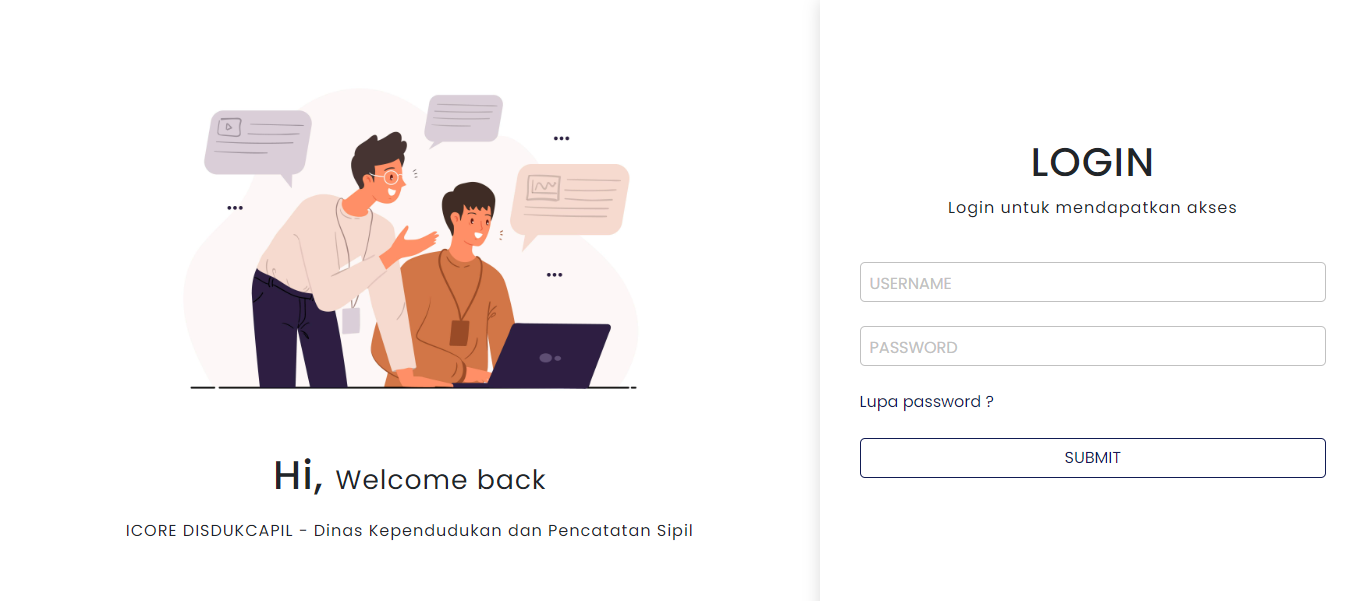 Hi, Welcome back
ICORE DISDUKCAPIL - Dinas Kependudukan dan Pencatatan Sipil
LOGIN
Login untuk mendapatkan akses
USERNAME
PASSWORD
Lupa password ?
SUBMIT